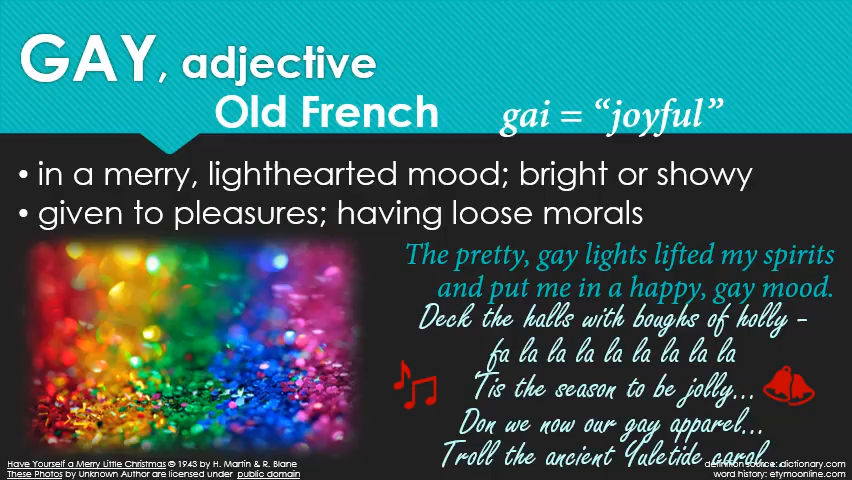 GAY, adjective
Old French gai = “joyful”
• in a merry, lighthearted mood; bright or showy
• given to pleasures; having loose morals
The pretty, gay lights lifted my spirits
and put me in a happy, gay mood.
Deck the halls with boughs of holly -
fa la la la la la la la la
'Tis the season to be jolly...
Don we now our gay apparel...
Troll the ancient Yuletide carol...
Have Yourself a Merry Little Christmas © 1943 by H. Martin & R. Blane
These Photos by Unknown Author are licensed under public domain
definition source: dictionary.com
word history: etymonline.com